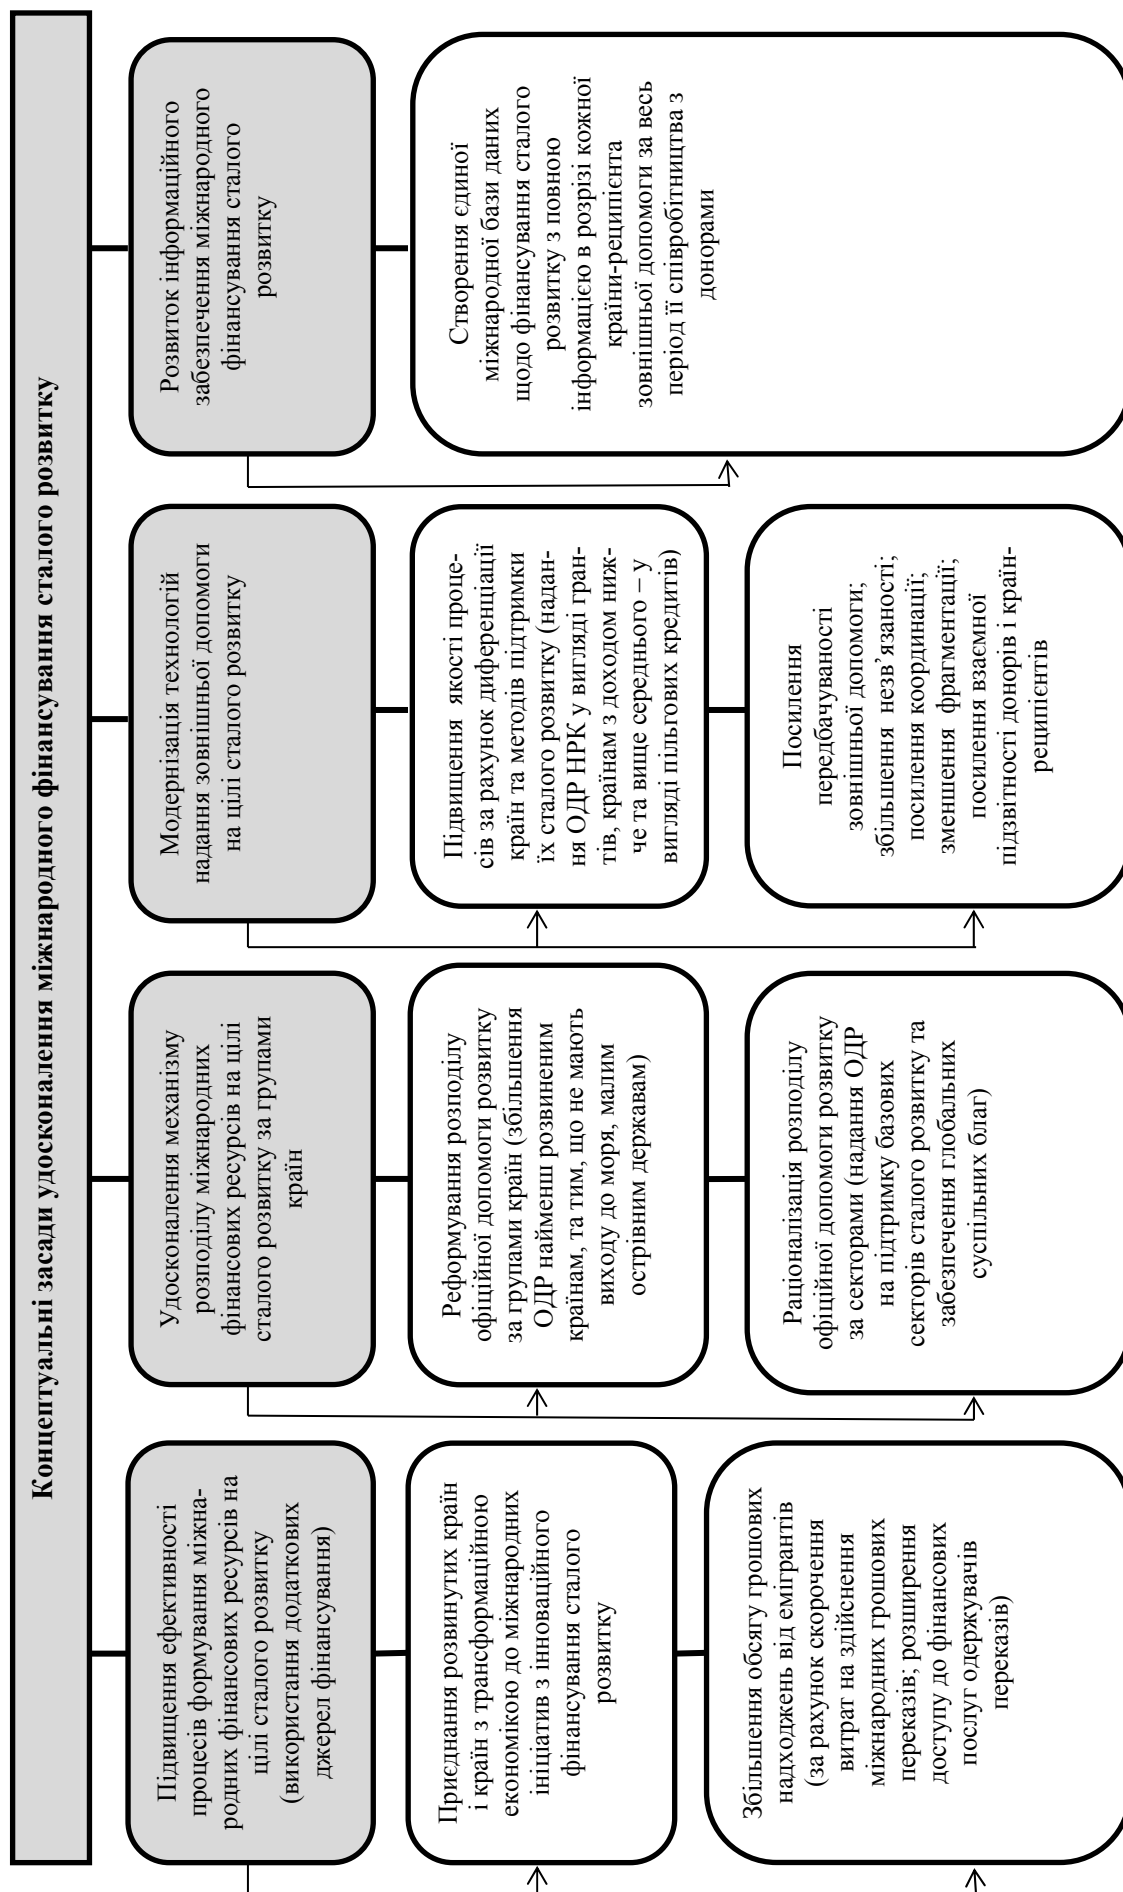 Концептуальні засади удосконалення міжнародного фінансування сталого розвитку
Підвищення ефективності
процесів формування міжна-
родних фінансових ресурсів на
цілі сталого розвитку
(використання додаткових
джерел фінансування)
Удосконалення механізму
розподілу міжнародних
фінансових ресурсів на цілі
сталого розвитку за групами
країн
Модернізація технологій
надання зовнішньої допомоги
на цілі сталого розвитку
Розвиток інформаційного
забезпечення міжнародного
фінансування сталого
розвитку
Приєднання розвинутих країн
і країн з трансформаційною
економікою до міжнародних
ініціатив з інноваційного
фінансування сталого
розвитку
Реформування розподілу
офіційної допомоги розвитку
за групами країн (збільшення
ОДР найменш розвиненим
країнам, та тим, що не мають
виходу до моря, малим
острівним державам)
Підвищення якості проце-
сів за рахунок диференціації
країн та методів підтримки
їх сталого розвитку (надан-
ня ОДР НРК у вигляді гран-
тів, країнам з доходом ниж-
че та вище середнього – у
вигляді пільгових кредитів)
Створення єдиної
міжнародної бази даних
щодо фінансування сталого
розвитку з повною
інформацією в розрізі кожної
країни-реципієнта
зовнішньої допомоги за весь
період її співробітництва з
донорами
Збільшення обсягу грошових
надходжень від емігрантів
(за рахунок скорочення
витрат на здійснення
міжнародних грошових
переказів; розширення
доступу до фінансових
послуг одержувачів
переказів)
Раціоналізація розподілу
офіційної допомоги розвитку
за секторами (надання ОДР
на підтримку базових
секторів сталого розвитку та
забезпечення глобальних
суспільних благ)
Посилення
передбачуваності
зовнішньої допомоги;
збільшення незв’язаності;
посилення координації;
зменшення фрагментації;
посилення взаємної
підзвітності донорів і країн-
реципієнтів